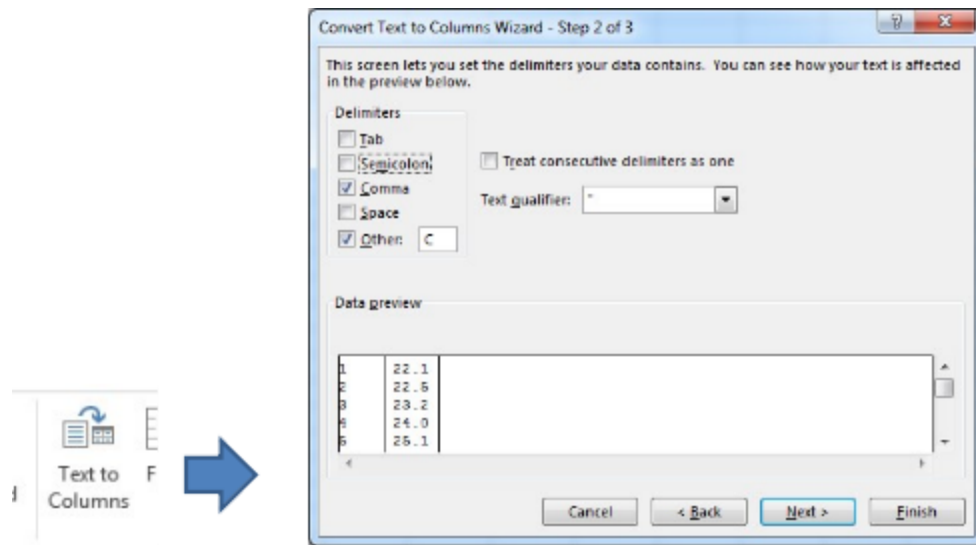 Convert Text to Columns Wizard - Step 2 of 3
This screen lets you set the delimiters your data contains. You can see how your text is affected
in the preview below.
Delimiters
Tab
Semicolon
Treat consecutive delimiters as one
Comma
Text qualifier: "
Space
Other: C
Data preview
1 22.1
2 22.5
3 23.2
4 24.0
5 25.1
Text to
Columns
F
Cancel
< Back
Next >
Finish